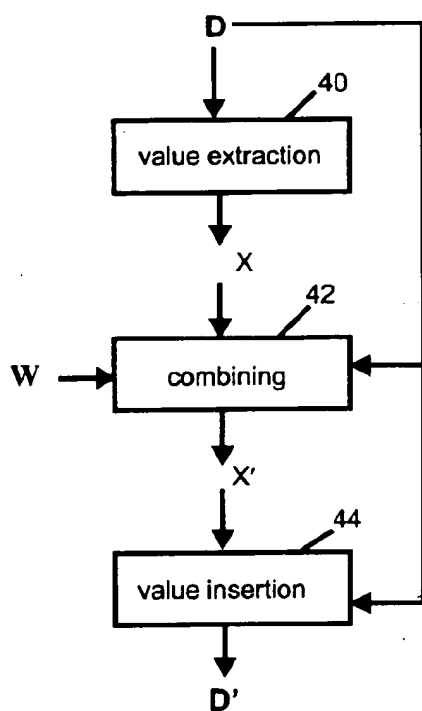 D
40
value extraction
X
42
W
combining
X'
44
value insertion
D'